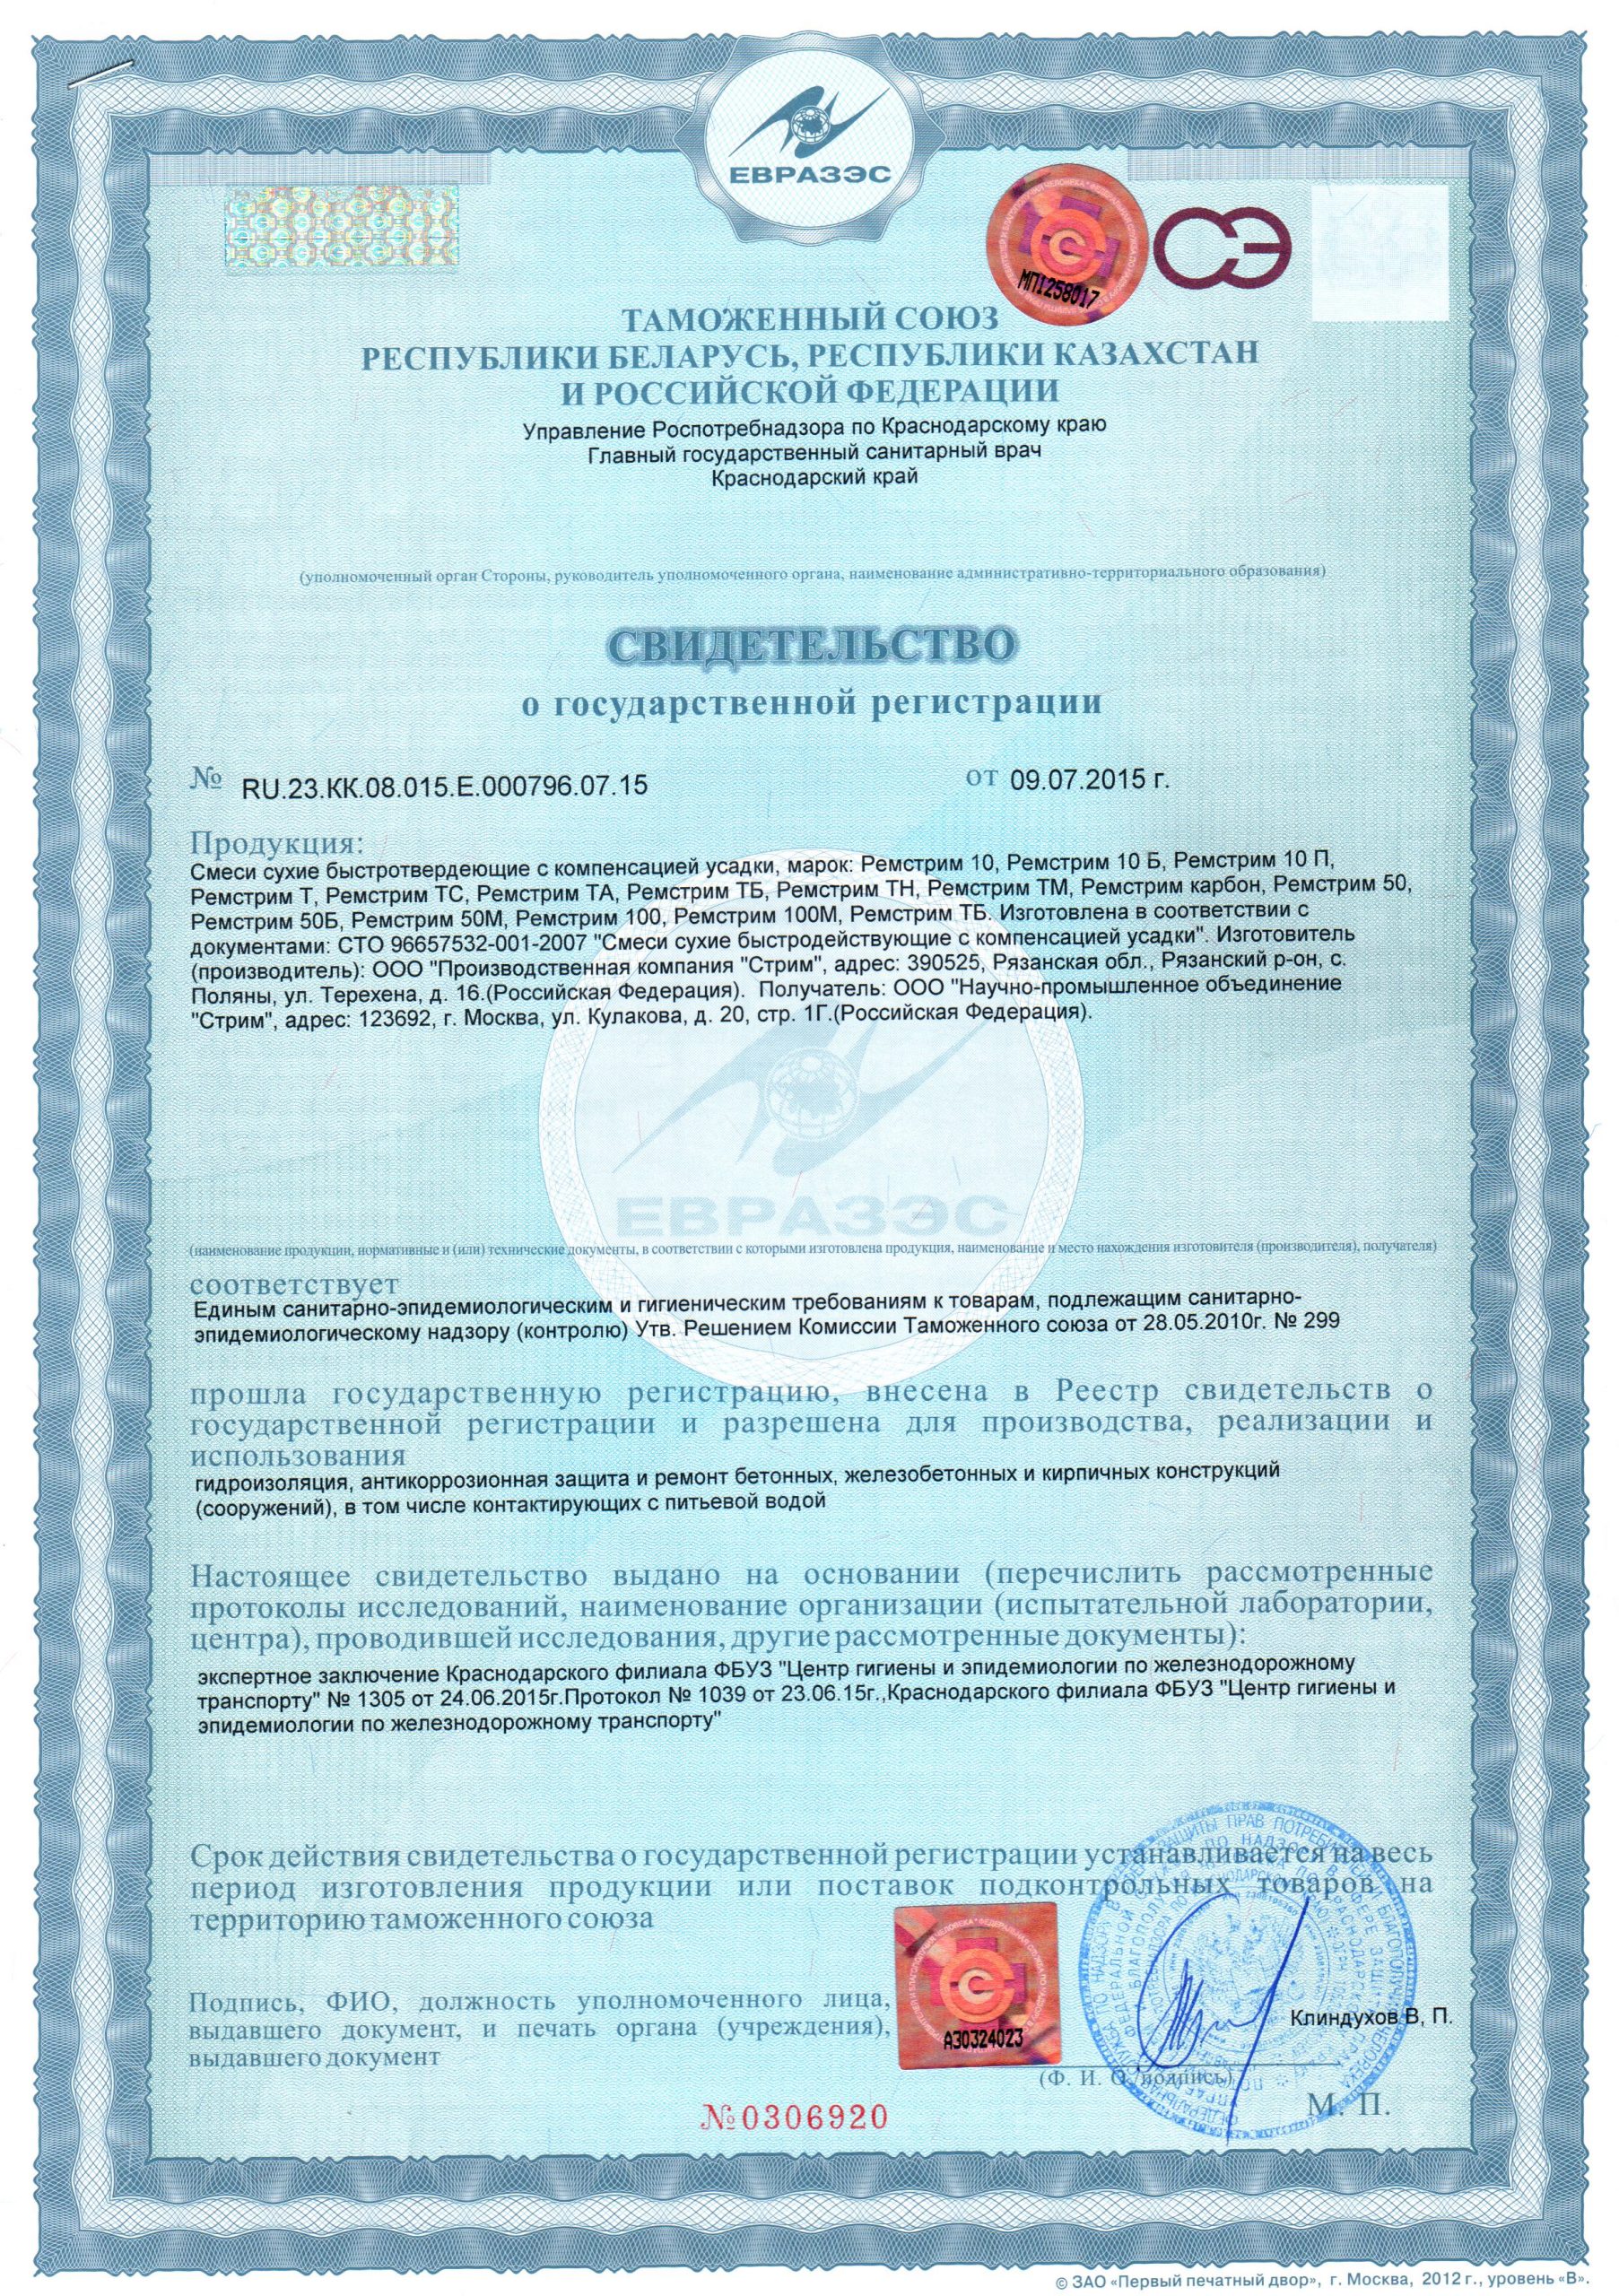 ЕВРАЗЭС
МП1258017
СЭ
ТАМОЖЕННЫЙ СОЮЗ
РЕСПУБЛИКИ БЕЛАРУСЬ, РЕСПУБЛИКИ КАЗАХСТАН
И РОССИЙСКОЙ ФЕДЕРАЦИИ
Управление Роспотребнадзора по Краснодарскому краю
Главный государственный санитарный врач
Краснодарский край
(уполномоченный орган Стороны, руководитель уполномоченного органа, наименование административно-территориального образования)
СВИДЕТЕЛЬСТВО
о государственной регистрации
№ RU.23.КК.08.015.Е.000796.07.15 от 09.07.2015 г.
Продукция:
Смеси сухие быстротвердеющие с компенсацией усадки, марок: Ремстрим 10, Ремстрим 10 Б, Ремстрим 10 П,
Ремстрим Т, Ремстрим ТС, Ремстрим ТА, Ремстрим ТБ, Ремстрим ТН, Ремстрим ТМ, Ремстрим карбон, Ремстрим 50,
Ремстрим 50Б, Ремстрим 50М, Ремстрим 100, Ремстрим 100М, Ремстрим ТБ. Изготовлена в соответствии с
документами: СТО 96657532-001-2007 "Смеси сухие быстродействующие с компенсацией усадки". Изготовитель
(производитель): ООО "Производственная компания "Стрим", адрес: 390525, Рязанская обл., Рязанский р-он, с.
Поляны, ул. Терехена, д. 16.(Российская Федерация). Получатель: ООО "Научно-промышленное объединение
"Стрим", адрес: 123692, г. Москва, ул. Кулакова, д. 20, стр. 1Г.(Российская Федерация).
ЕВРАЗЭС
(наименование продукции, нормативные и (или) технические документы, в соответствии с которыми изготовлена продукция, наименование и место нахождения изготовителя (производителя), получателя)
соответствует
Единым санитарно-эпидемиологическим и гигиеническим требованиям к товарам, подлежащим санитарно-
эпидемиологическому надзору (контролю) Утв. Решением Комиссии Таможенного союза от 28.05.2010г. № 299
прошла государственную регистрацию, внесена в Реестр свидетельств о
государственной регистрации и разрешена для производства, реализации и
использования
гидроизоляция, антикоррозионная защита и ремонт бетонных, железобетонных и кирпичных конструкций
(сооружений), в том числе контактирующих с питьевой водой
Настоящее свидетельство выдано на основании (перечислить рассмотренные
протоколы исследований, наименование организации (испытательной лаборатории,
центра), проводившей исследования, другие рассмотренные документы):
экспертное заключение Краснодарского филиала ФБУЗ "Центр гигиены и эпидемиологии по железнодорожному
транспорту" № 1305 от 24.06.2015г.Протокол № 1039 от 23.06.15г.,Краснодарского филиала ФБУЗ "Центр гигиены и
эпидемиологии по железнодорожному транспорту"
Срок действия свидетельства о государственной регистрации устанавливается на весь
период изготовления продукции или поставок подконтрольных товаров на
территорию таможенного союза
Подпись, ФИО, должность уполномоченного лица,
выдавшего документ, и печать органа (учреждения),
выдавшего документ
А30324023
Клиндухов В, П.
(Ф. И. О./подпись)
М. П.
№0306920
© ЗАО «Первый печатный двор», г. Москва, 2012 г., уровень «В».